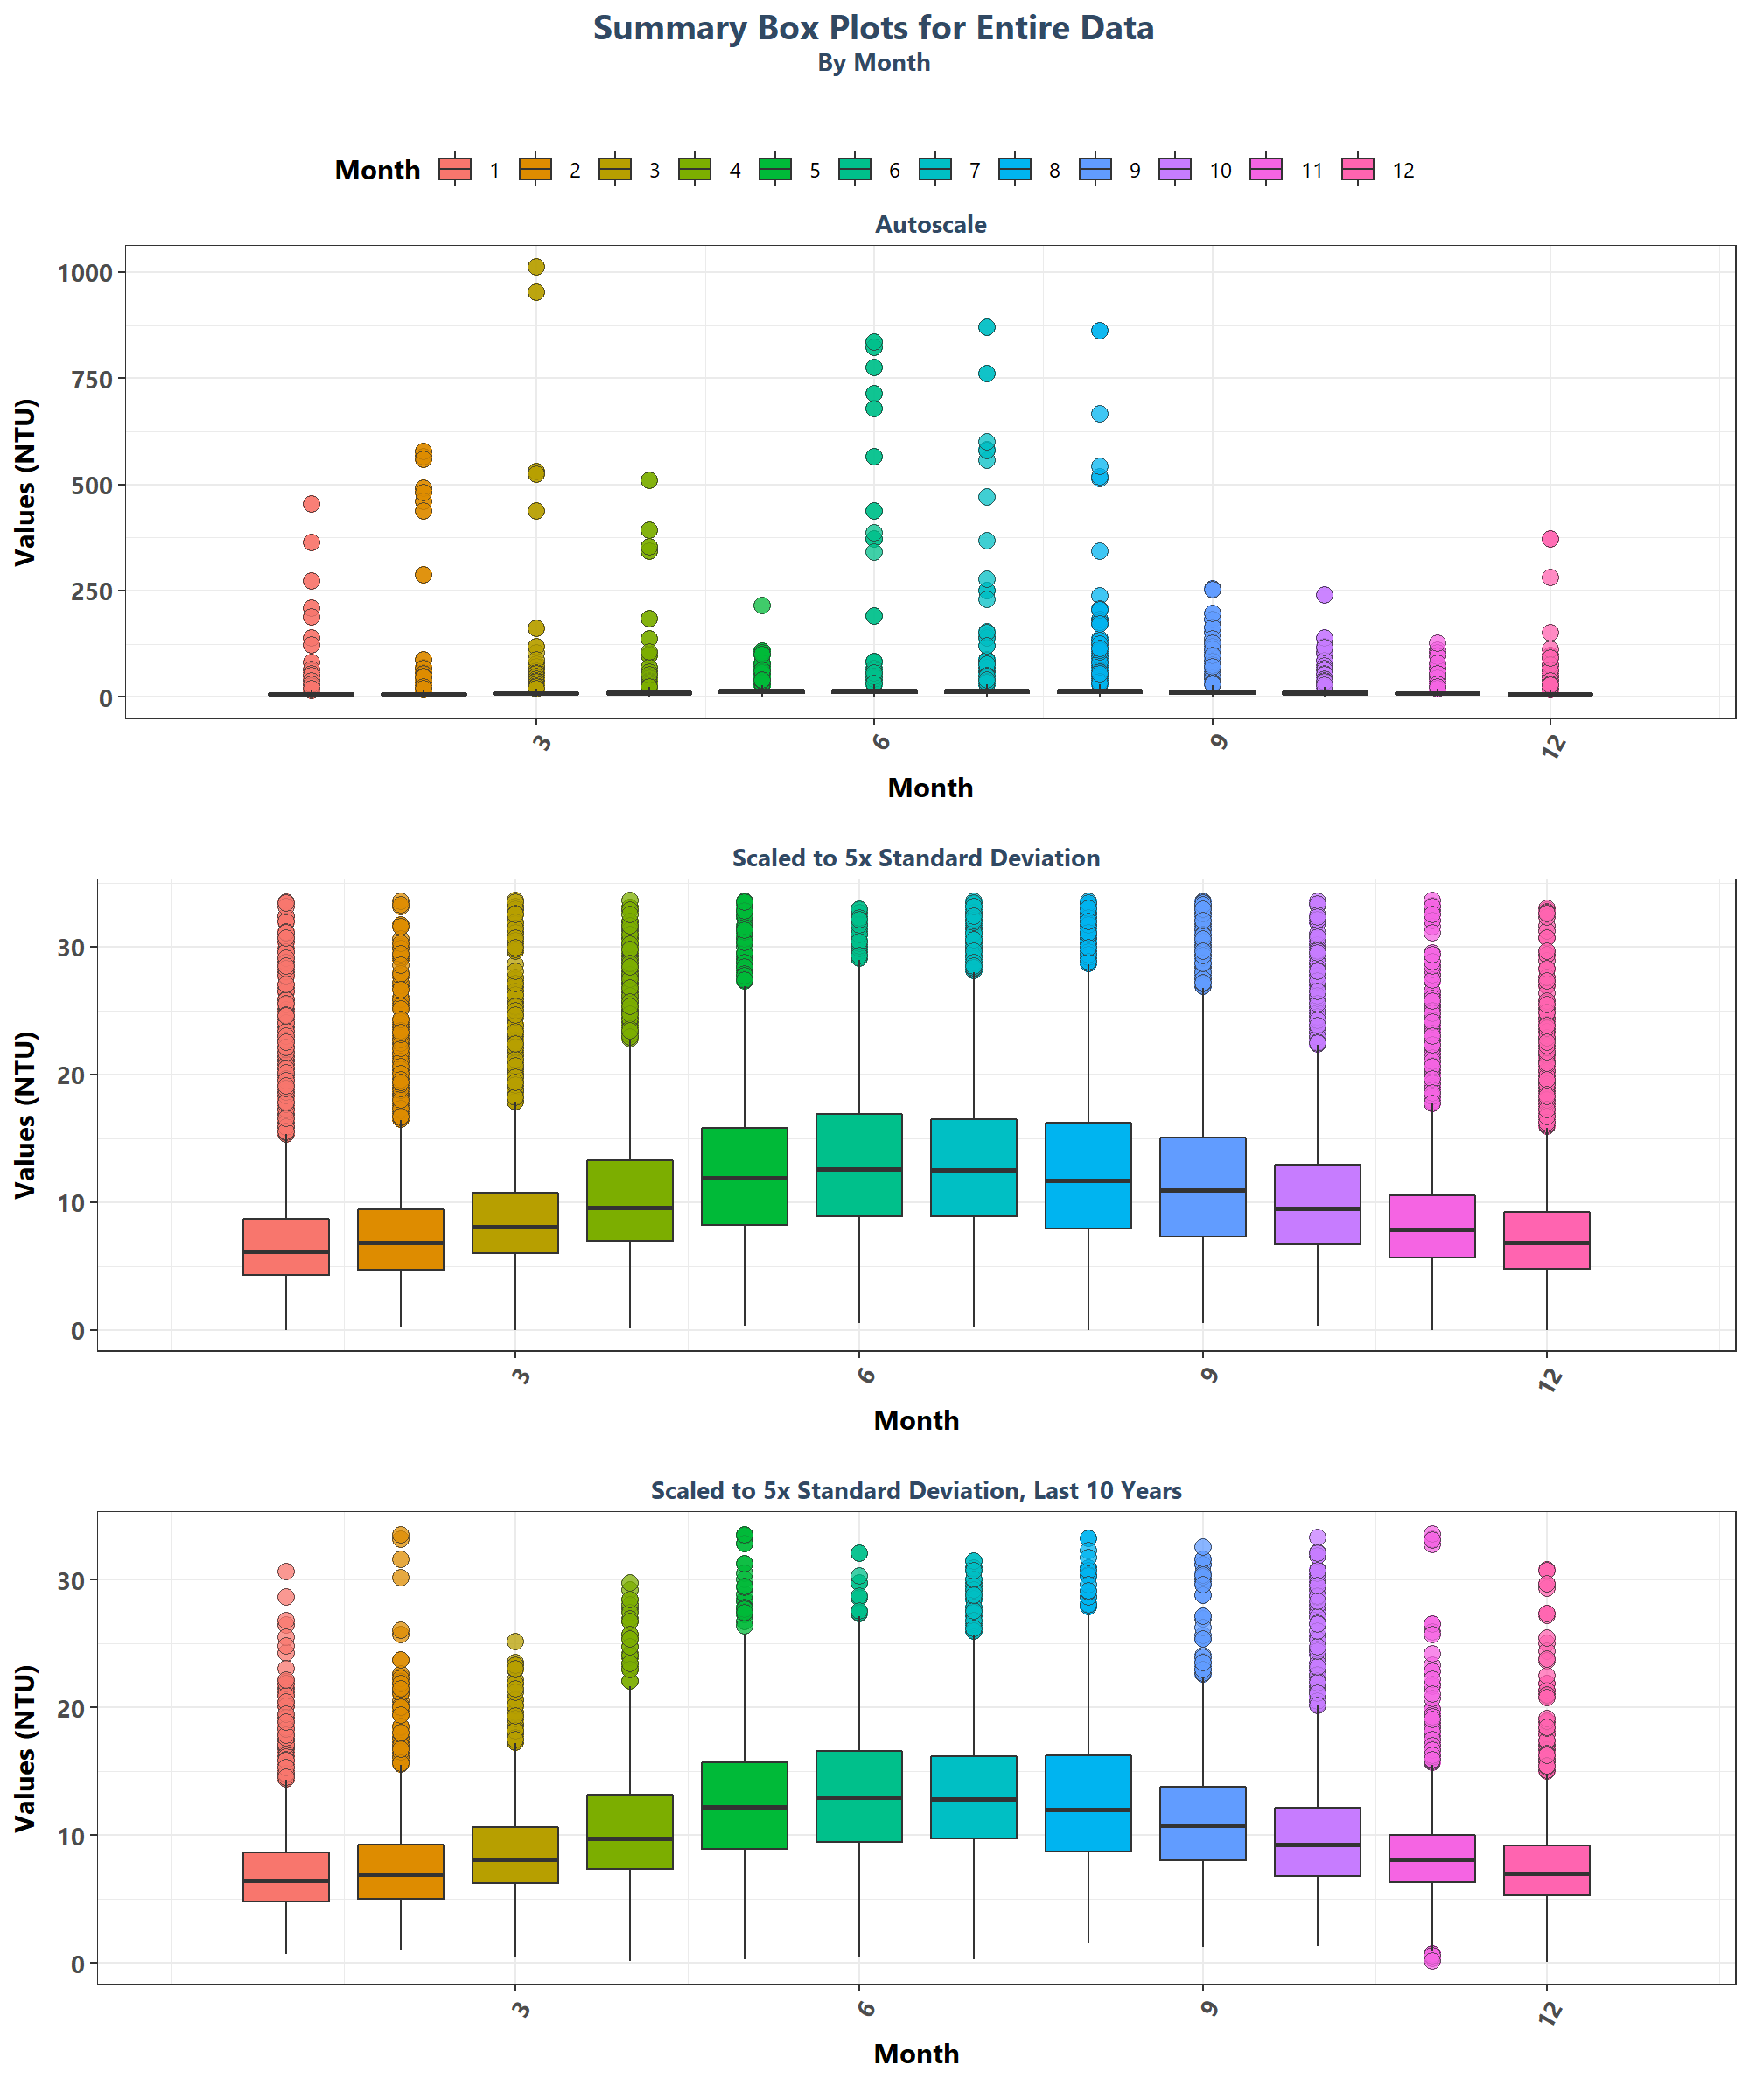 Summary Box Plots for Entire Data
By Month
Month 1 2 3 4 5 6 7 8 9 10 11 12
Autoscale
Values (NTU)
1000
750
500
250
0
3 6 9 12
Month
Scaled to 5x Standard Deviation
Values (NTU)
30
20
10
0
3 6 9 12
Month
Scaled to 5x Standard Deviation, Last 10 Years
Values (NTU)
30
20
10
0
3 6 9 12
Month